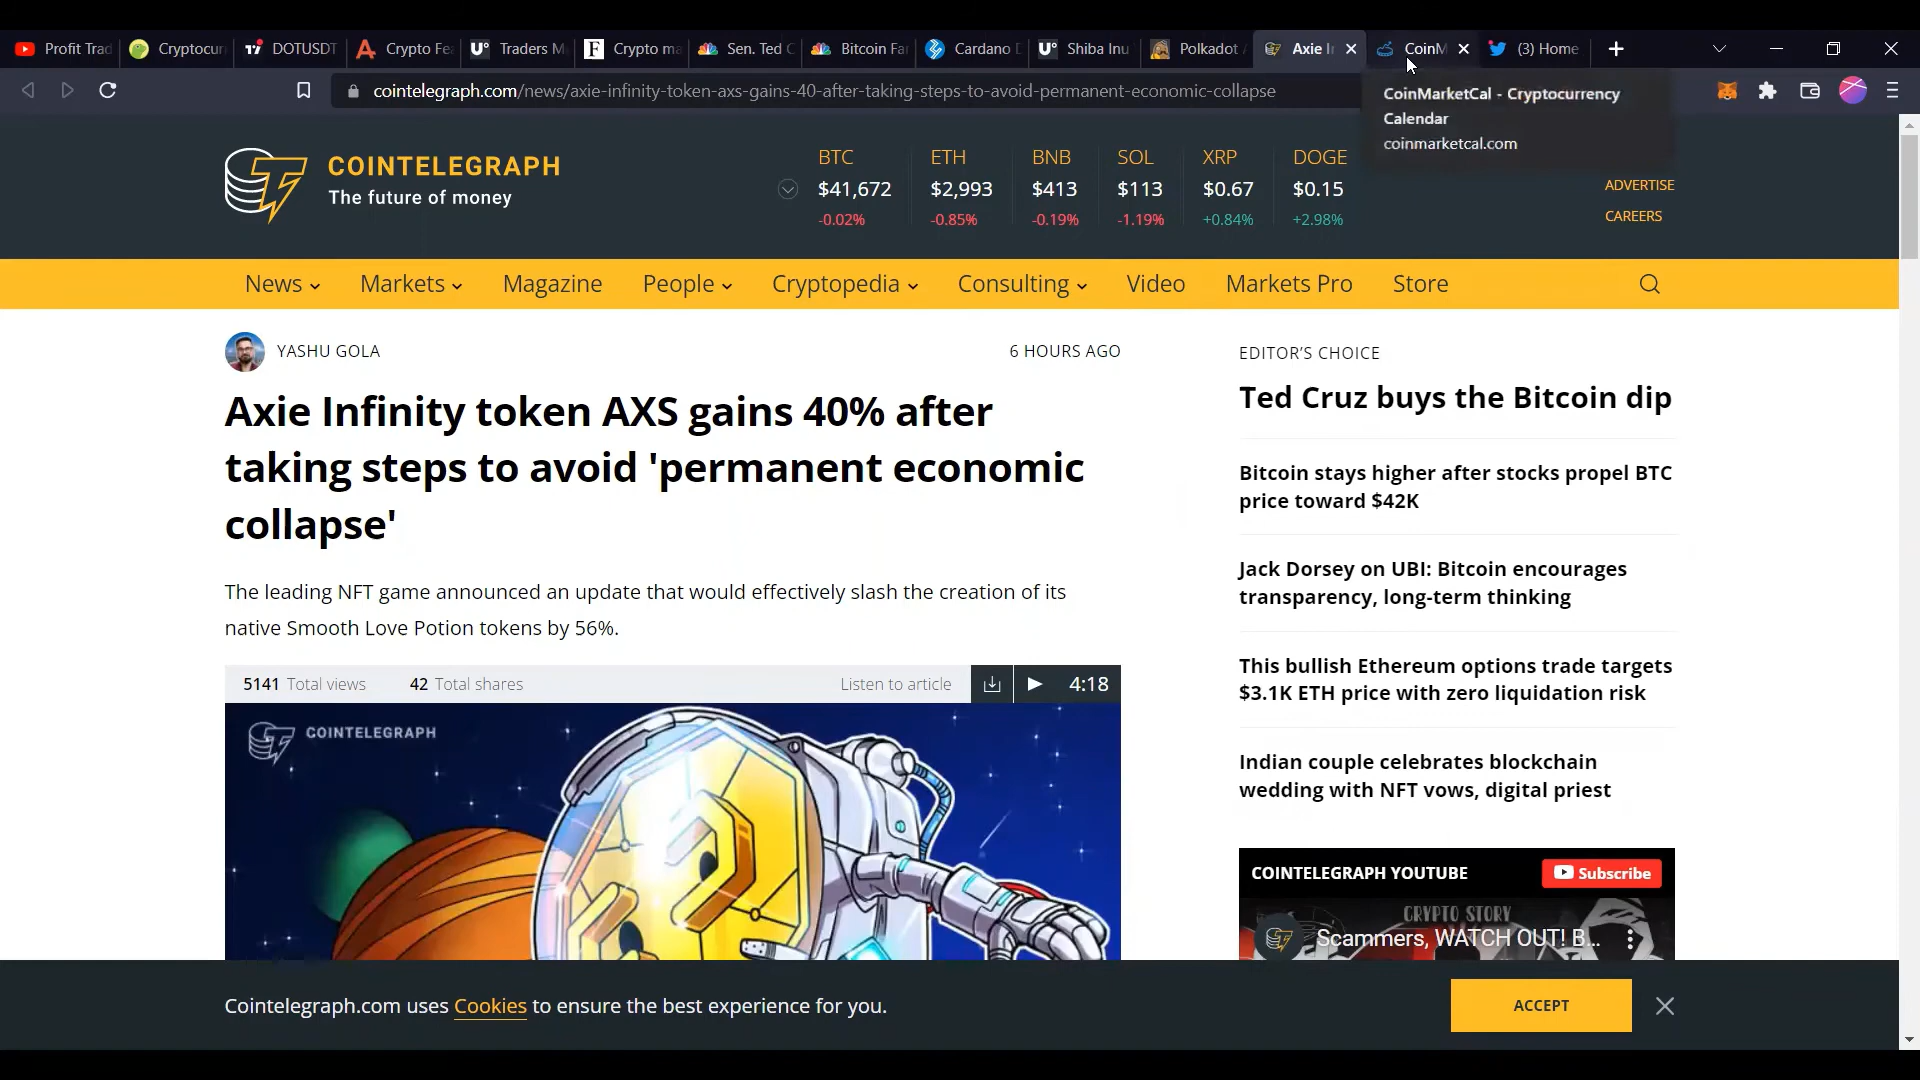 Profit Trad
Cryptocur
DOTUSDT
Crypto Fe
Traders M
Crypto ma
Sen. Ted C
Bitcoin Fa
Cardano
Shiba Inu
Polkadot
Axie I
CoinM
(3) Home
cointelegraph.com/news/axie-infinity-token-axs-gains-40-after-taking-steps-to-avoid-permanent-economic-collapse
CoinMarketCal - Cryptocurrency
Calendar
coinmarketcal.com
COINTELEGRAPH
The future of money
BTC ETH BNB SOL XRP DOGE
$41,672 $2,993 $413 $113 $0.67 $0.15
-0.02% -0.85% -0.19% -1.19% +0.84% +2.98%
ADVERTISE
CAREERS
News Markets Magazine People Cryptopedia Consulting Video Markets Pro Store
YASHU GOLA
6 HOURS AGO
Axie Infinity token AXS gains 40% after
taking steps to avoid 'permanent economic
collapse'
The leading NFT game announced an update that would effectively slash the creation of its
native Smooth Love Potion tokens by 56%.
5141 Total views 42 Total shares Listen to article 4:18
COINTELEGRAPH
EDITOR'S CHOICE
Ted Cruz buys the Bitcoin dip
Bitcoin stays higher after stocks propel BTC
price toward $42K
Jack Dorsey on UBI: Bitcoin encourages
transparency, long-term thinking
This bullish Ethereum options trade targets
$3.1K ETH price with zero liquidation risk
Indian couple celebrates blockchain
wedding with NFT vows, digital priest
COINTELEGRAPH YOUTUBE
Subscribe
CRYPTO STORY
Scammers, WATCH OUT! B...
Cointelegraph.com uses Cookies to ensure the best experience for you.
ACCEPT